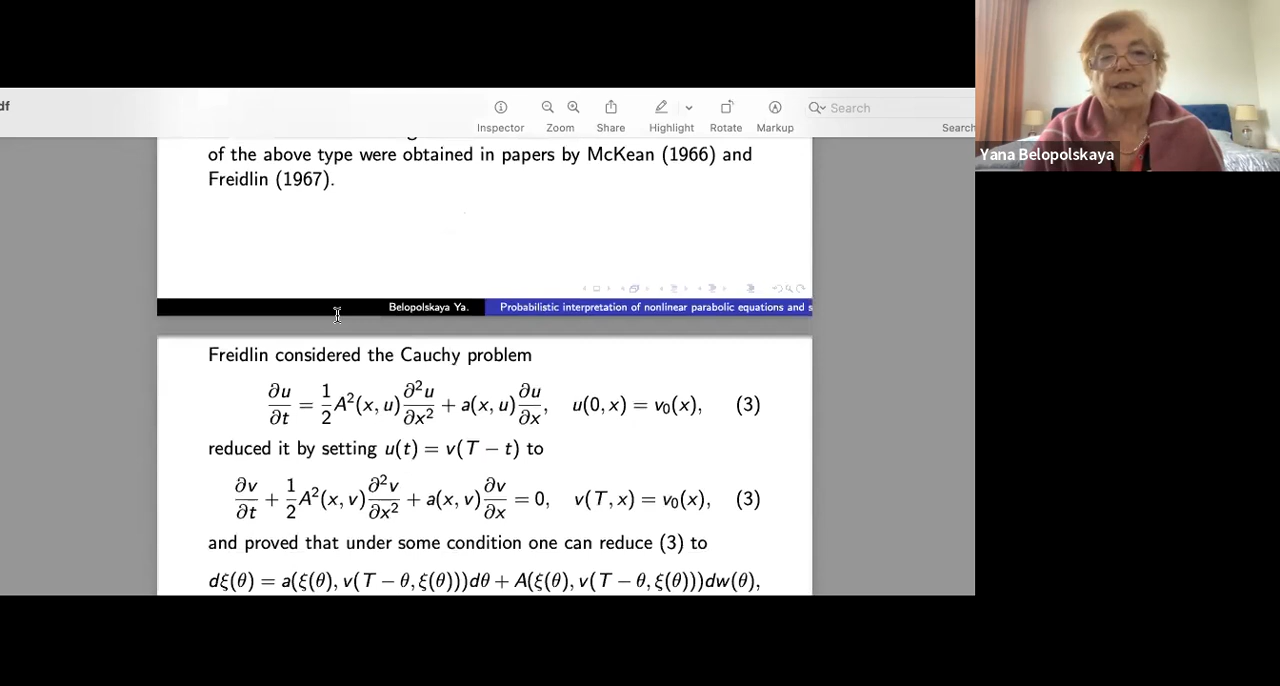 df
Inspector
Zoom
Share
Highlight
Rotate
Markup
Search
Search
Yana Belopolskaya
of the above type were obtained in papers by McKean (1966) and
Freidlin (1967).
Belopolskaya Ya.
Probabilistic interpretation of nonlinear parabolic equations and s
Freidlin considered the Cauchy problem
∂u/∂t = 1/2 A²(x, u) ∂²u/∂x² + a(x, u) ∂u/∂x, u(0, x) = v₀(x), (3)
reduced it by setting u(t) = v(T − t) to
∂v/∂t + 1/2 A²(x, v) ∂²v/∂x² + a(x, v) ∂v/∂x = 0, v(T, x) = v₀(x), (3)
and proved that under some condition one can reduce (3) to
dξ(θ) = a(ξ(θ), v(T − θ, ξ(θ)))dθ + A(ξ(θ), v(T − θ, ξ(θ)))dw(θ),